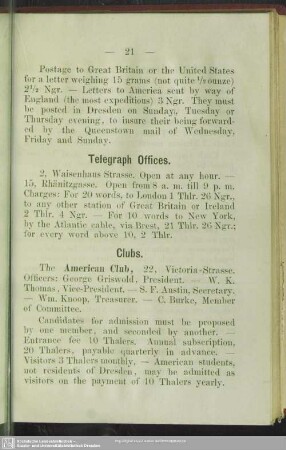 — 21 —
Postage to Great Britain or the United States
for a letter weighing 15 grams (not quite 1/2 ounze)
2 1/2 Ngr. — Letters to America sent by way of
England (the most expeditious) 3 Ngr. They must
be posted in Dresden on Sunday, Tuesday or
Thursday evening, to insure their being forward-
ed by the Queenstown mail of Wednesday,
Friday and Sunday.
Telegraph Offices.
2, Waisenhaus Strasse. Open at any hour. —
15, Rhänitzgasse. Open from 8 a. m. till 9 p. m.
Charges: For 20 words, to London 1 Thlr. 26 Ngr.,
to any other station of Great Britain or Ireland
2 Thlr. 4 Ngr. — For 10 words to New York,
by the Atlantic cable, via Brest, 21 Thlr. 26 Ngr.;
for every word above 10, 2 Thlr.
Clubs.
The American Club, 22, Victoria-Strasse.
Officers: George Griswold, President. — W. K.
Thomas, Vice-President. — S. F. Austin, Secretary.
— Wm. Knoop, Treasurer. — C. Burke, Member
of Committee.
Candidates for admission must be proposed
by one member, and seconded by another. —
Entrance fee 10 Thalers. Annual subscription,
20 Thalers, payable quarterly in advance. —
Visitors 3 Thalers monthly. — American students,
not residents of Dresden, may be admitted as
visitors on the payment of 10 Thalers yearly.